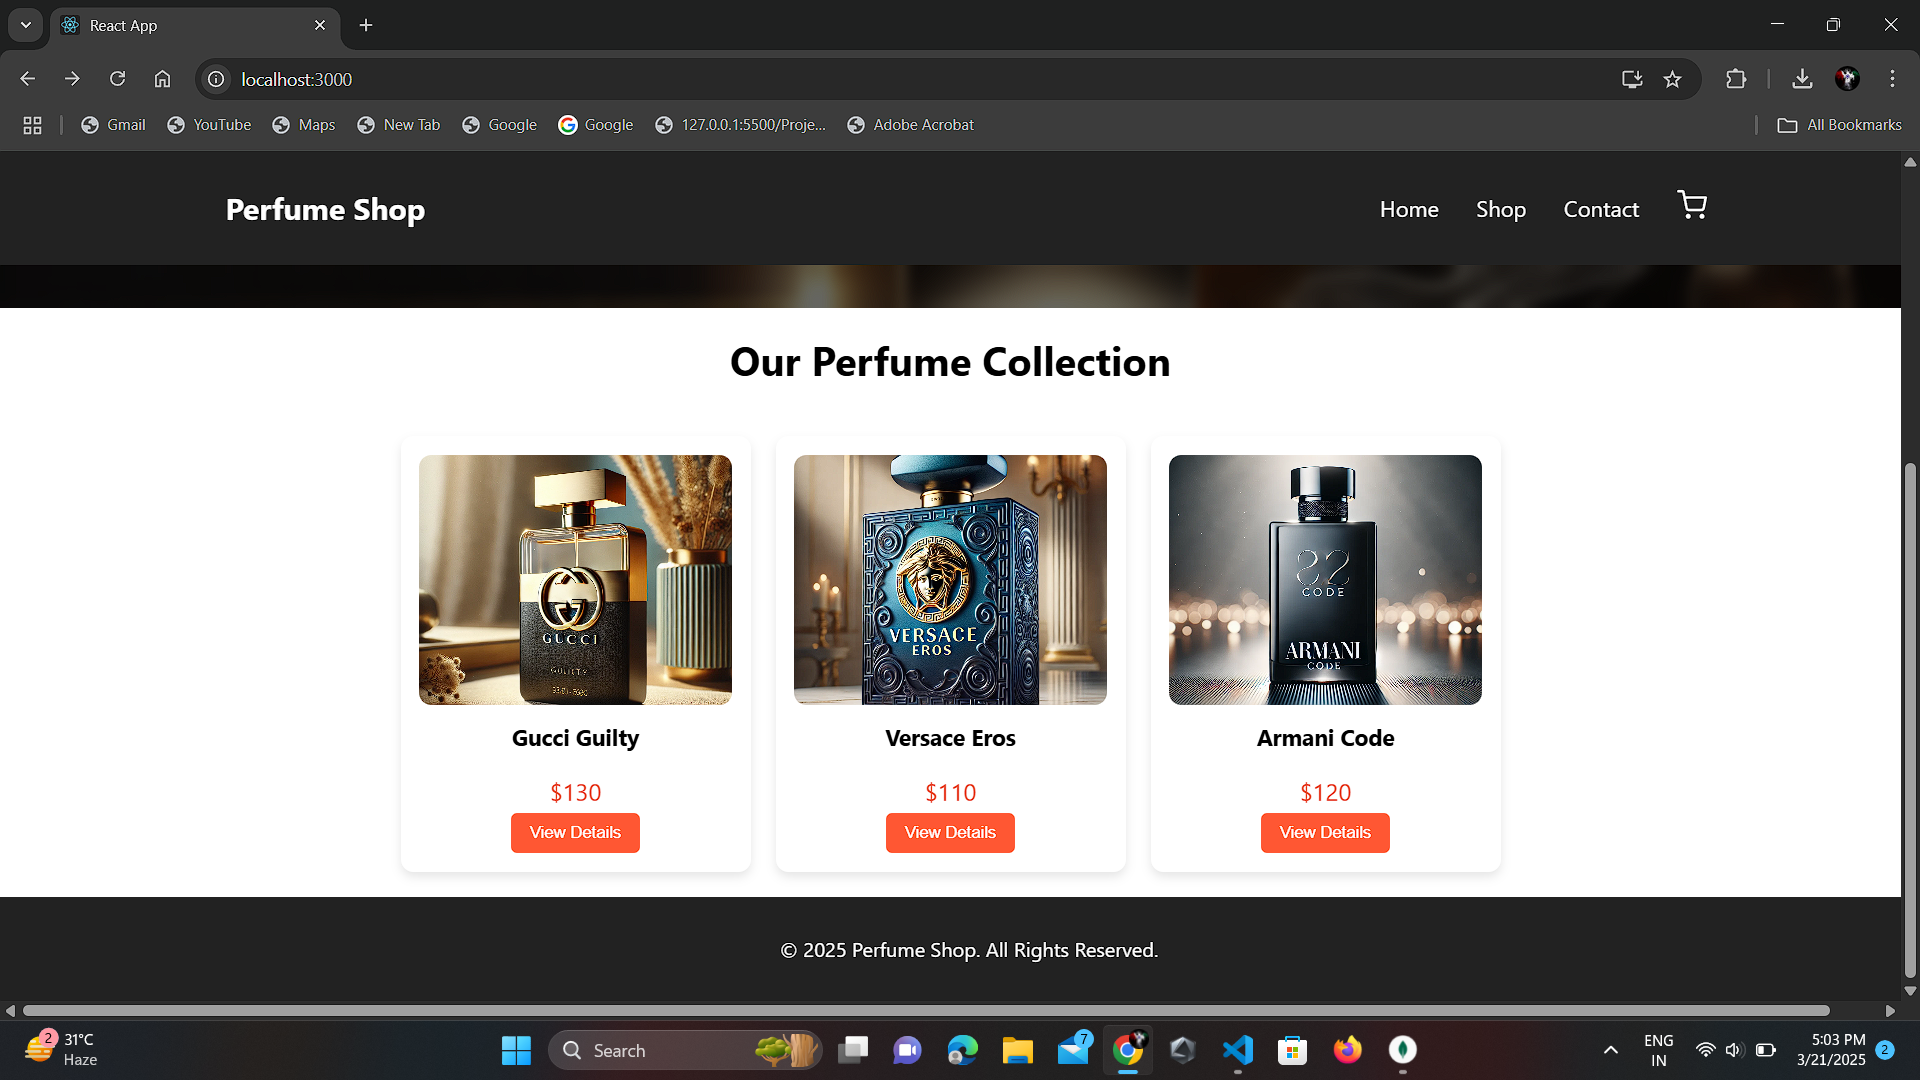 React App
localhost:3000
Gmail
YouTube
Maps
New Tab
Google
Google
127.0.0.1:5500/Proje...
Adobe Acrobat
All Bookmarks
Perfume Shop
Home
Shop
Contact
Our Perfume Collection
GUCCI
VERSACE
EROS
CODE
ARMANI
CODE
Gucci Guilty
Versace Eros
Armani Code
$130
$110
$120
View Details
View Details
View Details
© 2025 Perfume Shop. All Rights Reserved.
2
31°C
Haze
Search
7
ENG
IN
5:03 PM
3/21/2025
2